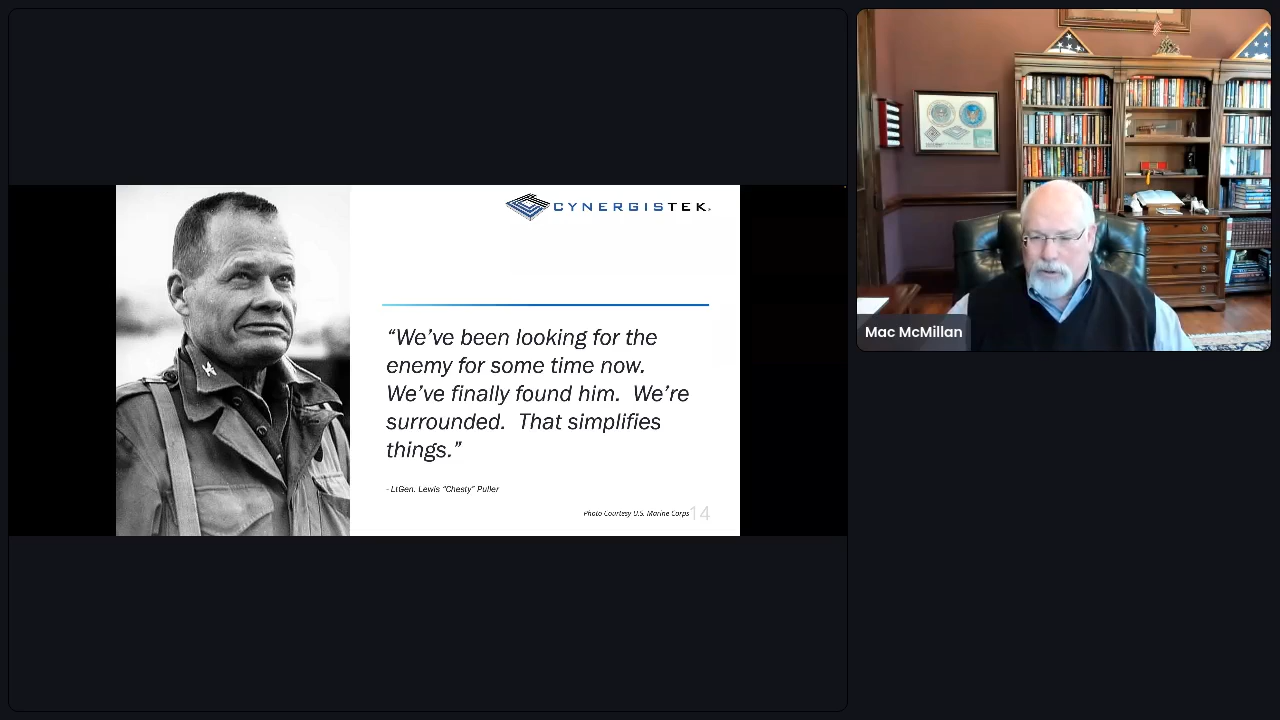 CYNERGISTEK
“We’ve been looking for the
enemy for some time now.
We’ve finally found him.  We’re
surrounded.  That simplifies
things.”
- LtGen. Lewis “Chesty” Puller
Photo Courtesy U.S. Marine Corps
14
Mac McMillan